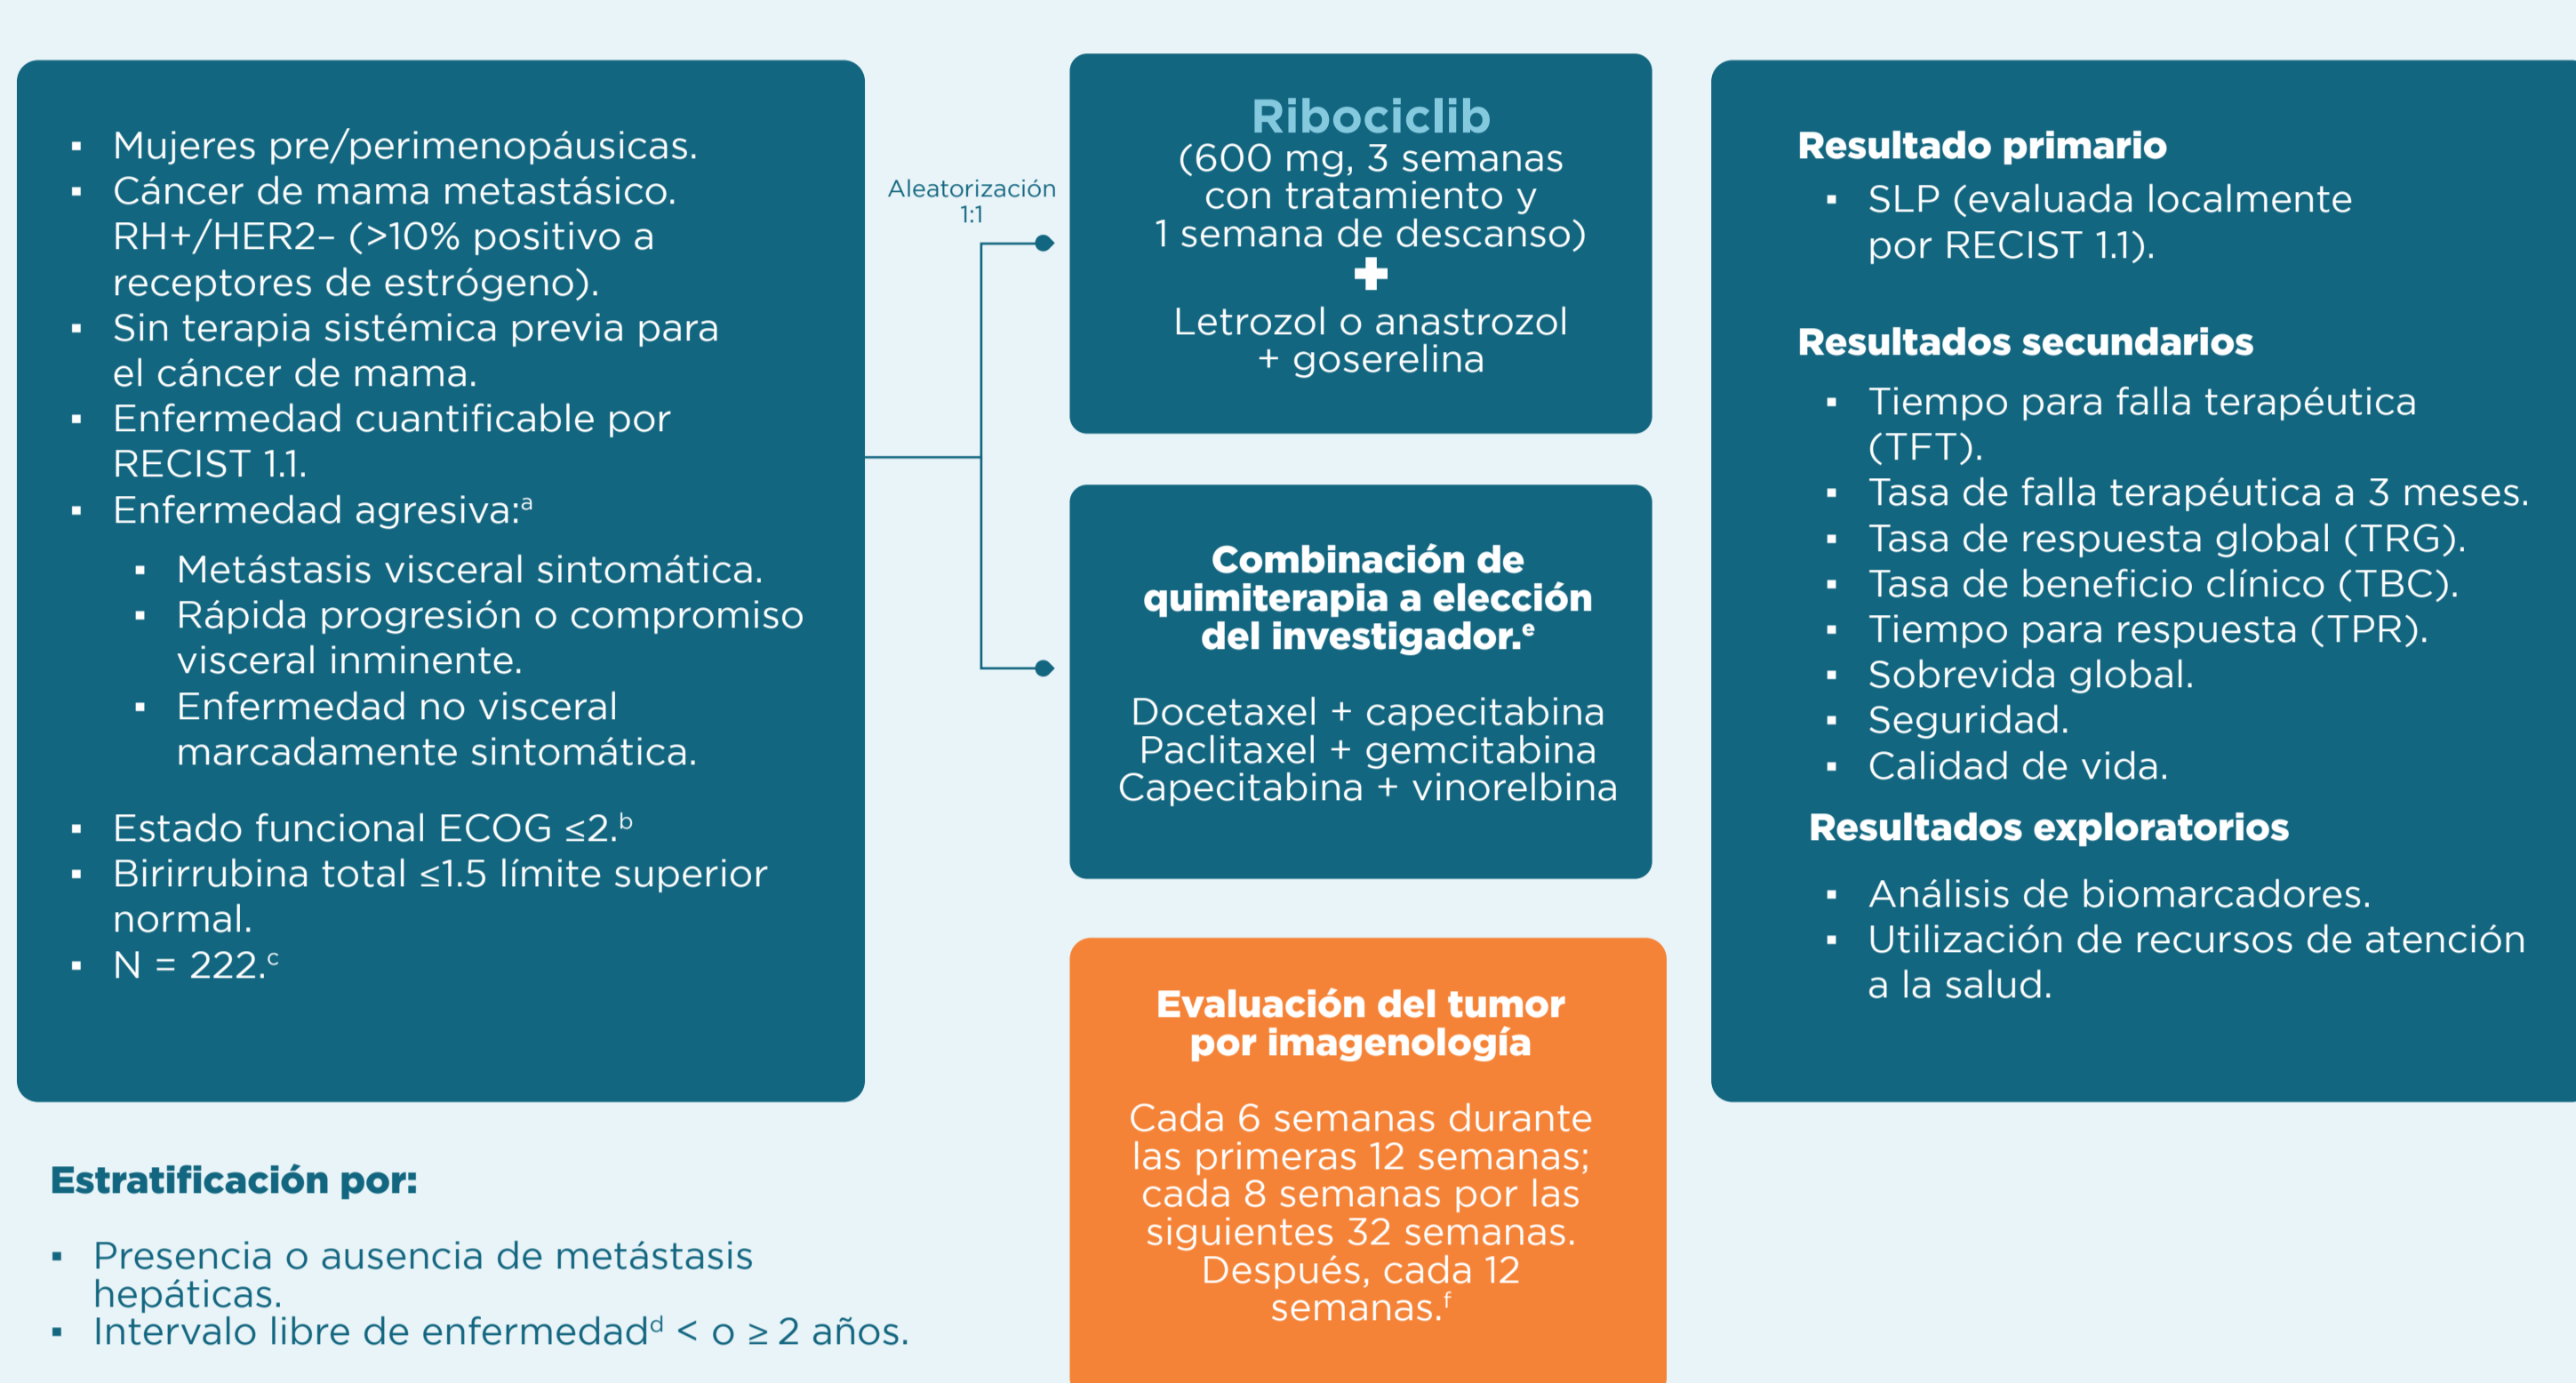 ▪ Mujeres pre/perimenopáusicas.
▪ Cáncer de mama metastásico.
RH+/HER2– (>10% positivo a
receptores de estrógeno).
▪ Sin terapia sistémica previa para
el cáncer de mama.
▪ Enfermedad cuantificable por
RECIST 1.1.
▪ Enfermedad agresiva:ᵃ
▪ Metástasis visceral sintomática.
▪ Rápida progresión o compromiso
visceral inminente.
▪ Enfermedad no visceral
marcadamente sintomática.
▪ Estado funcional ECOG ≤2.ᵇ
▪ Birirrubina total ≤1.5 límite superior
normal.
▪ N = 222.ᶜ
Estratificación por:
▪ Presencia o ausencia de metástasis
hepáticas.
▪ Intervalo libre de enfermedadᵈ < o ≥ 2 años.
Aleatorización
1:1
Ribociclib
(600 mg, 3 semanas
con tratamiento y
1 semana de descanso)
+
Letrozol o anastrozol
+ goserelina
Combinación de
quimiterapia a elección
del investigador.ᵉ
Docetaxel + capecitabina
Paclitaxel + gemcitabina
Capecitabina + vinorelbina
Evaluación del tumor
por imagenología
Cada 6 semanas durante
las primeras 12 semanas;
cada 8 semanas por las
siguientes 32 semanas.
Después, cada 12
semanas.ᶠ
Resultado primario
▪ SLP (evaluada localmente
por RECIST 1.1).
Resultados secundarios
▪ Tiempo para falla terapéutica
(TFT).
▪ Tasa de falla terapéutica a 3 meses.
▪ Tasa de respuesta global (TRG).
▪ Tasa de beneficio clínico (TBC).
▪ Tiempo para respuesta (TPR).
▪ Sobrevida global.
▪ Seguridad.
▪ Calidad de vida.
Resultados exploratorios
▪ Análisis de biomarcadores.
▪ Utilización de recursos de atención
a la salud.